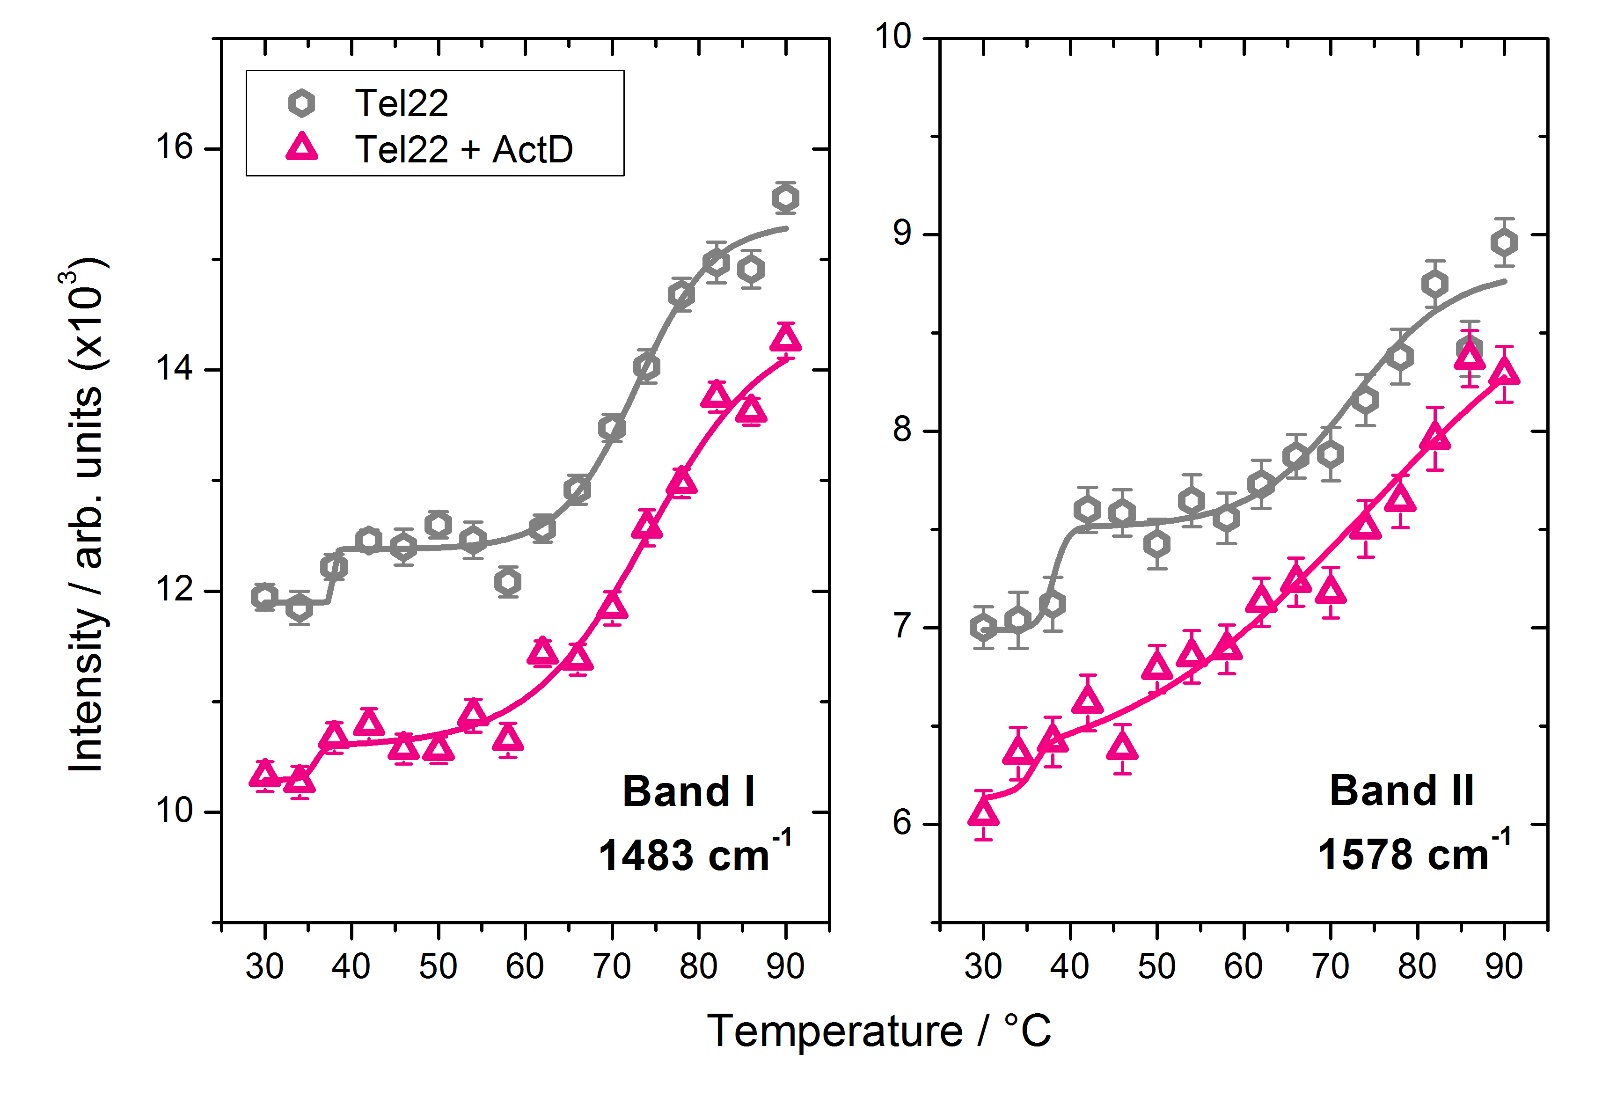 Tel22
Tel22 + ActD
16
14
12
10
Intensity / arb. units (x10³)
Band I
1483 cm⁻¹
30 40 50 60 70 80 90
10
9
8
7
6
Band II
1578 cm⁻¹
30 40 50 60 70 80 90
Temperature / °C